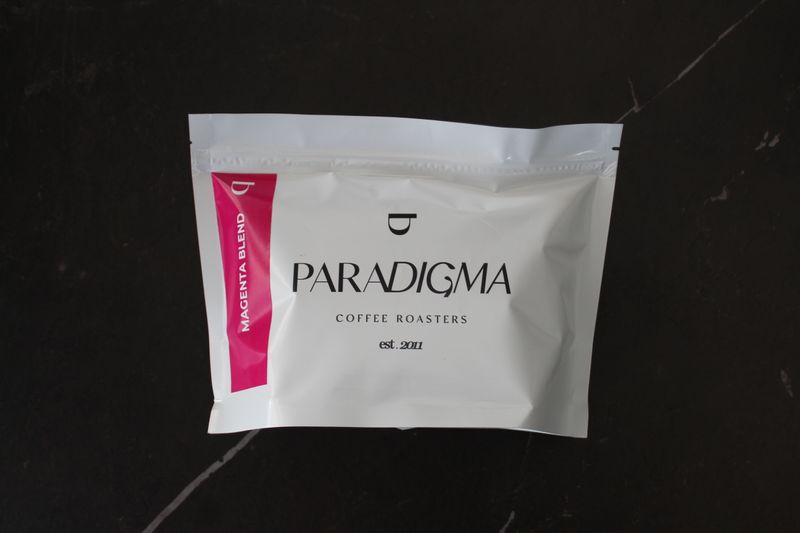 MAGENTA BLEND
PARADIGMA
COFFEE ROASTERS
est. 2011